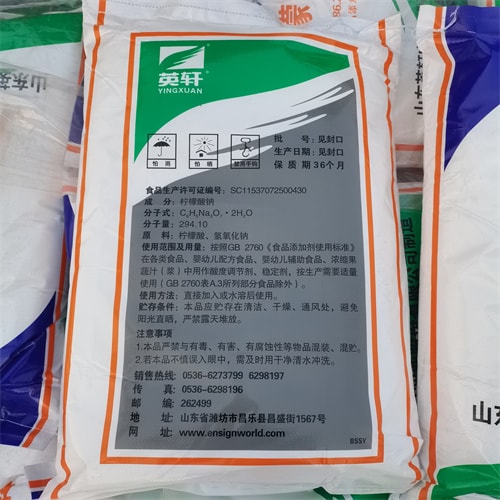 英轩
YINGXUAN
怕雨
怕晒
禁用手钩
批号:见封口
生产日期:见封口
保质期36个月
食品生产许可证编号:SC11537072500430
成分:柠檬酸钠
分子式:C₆H₅Na₃O₇·2H₂O
分子量:294.10
原料:柠檬酸、氢氧化钠
使用范围及用量:按照GB 2760《食品添加剂使用标准》
在各类食品、婴幼儿配方食品、婴幼儿辅助食品、浓缩果
蔬汁(浆)中用作酸度调节剂、稳定剂,按生产需要适量
使用(GB 2760表A.3所列部分食品除外)。
使用方法:直接加入或水溶后使用。
贮存条件:本品应贮存在清洁、干燥、通风处,避免
阳光直晒,严禁露天堆放。
注意事项
1.本品严禁与有毒、有害、有腐蚀性等物品混装、混贮。
2.若本品不慎误入眼中,需及时用干净清水冲洗。
销售热线:0536-6273799 6298197
传真:0536-6298196
邮编:262499
地址:山东省潍坊市昌乐县昌盛街1567号
网址:www.ensignworld.com
BSSY
山东英
山东
公司制造